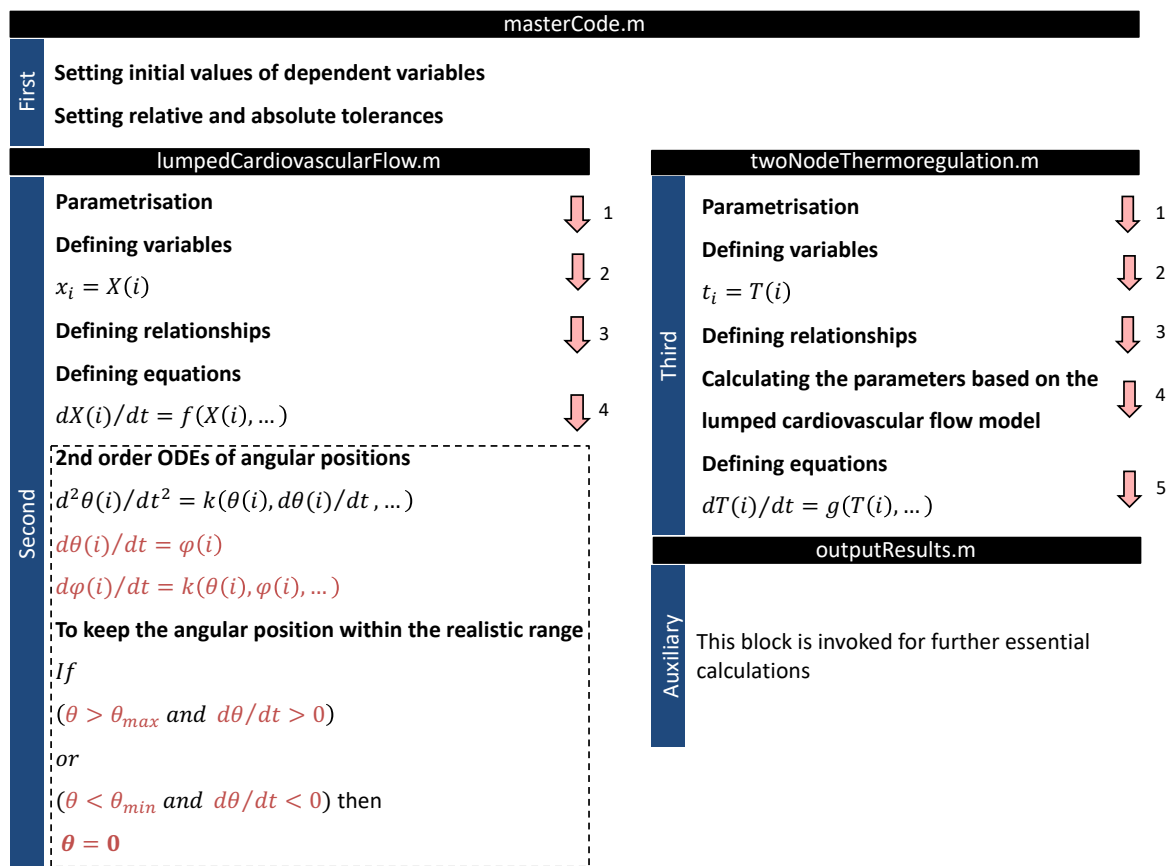 masterCode.m
First
Setting initial values of dependent variables
Setting relative and absolute tolerances
lumpedCardiovascularFlow.m
Second
Parametrisation
1
Defining variables
2
x_i = X(i)
Defining relationships
3
Defining equations
4
dX(i)/dt = f(X(i), …)
2nd order ODEs of angular positions
d²θ(i)/dt² = k(θ(i), dθ(i)/dt, …)
dθ(i)/dt = φ(i)
dφ(i)/dt = k(θ(i), φ(i), …)
To keep the angular position within the realistic range
If
(θ > θ_max and dθ/dt > 0)
or
(θ < θ_min and dθ/dt < 0) then
θ = 0
twoNodeThermoregulation.m
Third
Parametrisation
1
Defining variables
2
t_i = T(i)
Defining relationships
3
Calculating the parameters based on the
4
lumped cardiovascular flow model
Defining equations
5
dT(i)/dt = g(T(i), …)
outputResults.m
Auxiliary
This block is invoked for further essential
calculations